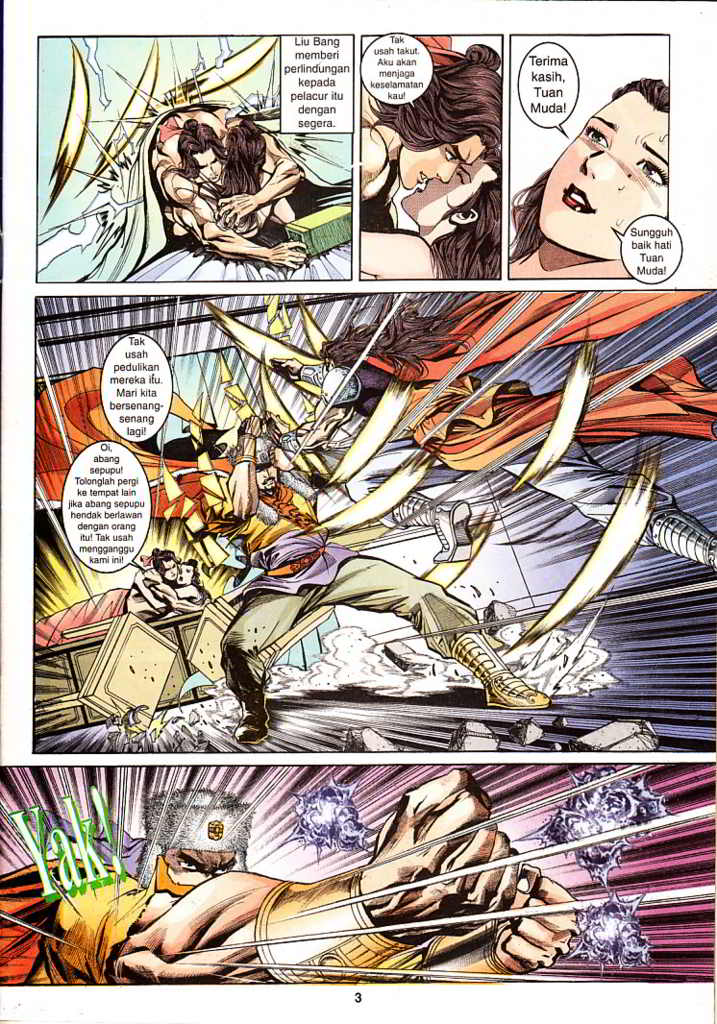 Liu Bang
memberi
perlindungan
kepada
pelacur itu
dengan
segera.
Tak
usah takut.
Aku akan
menjaga
keselamatan
kau!
Terima
kasih,
Tuan
Muda!
Sungguh
baik hati
Tuan
Muda!
Tak
usah
pedulikan
mereka itu.
Mari kita
bersenang-
senang
lagi!
Oi,
abang
sepupu!
Tolonglah pergi
ke tempat lain
jika abang sepupu
hendak berlawan
dengan orang
itu! Tak usah
mengganggu
kami ini!
Yak!
3